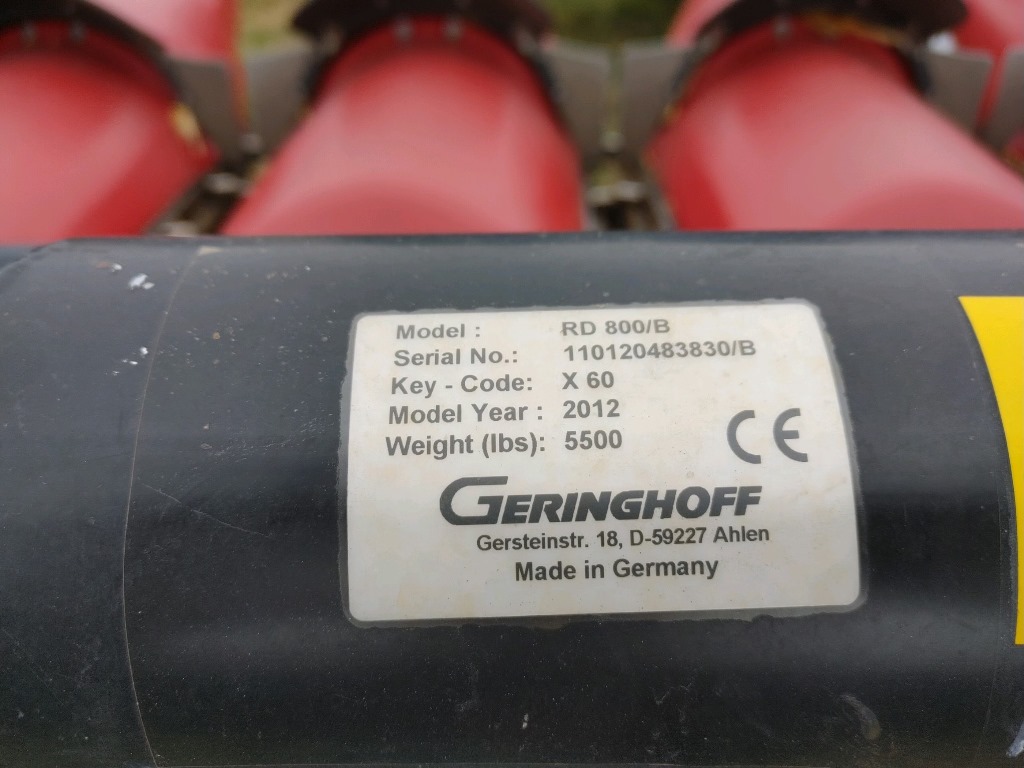 Model : RD 800/B
Serial No.: 110120483830/B
Key - Code: X 60
Model Year : 2012
Weight (lbs): 5500
CE
GERINGHOFF
Gersteinstr. 18, D-59227 Ahlen
Made in Germany